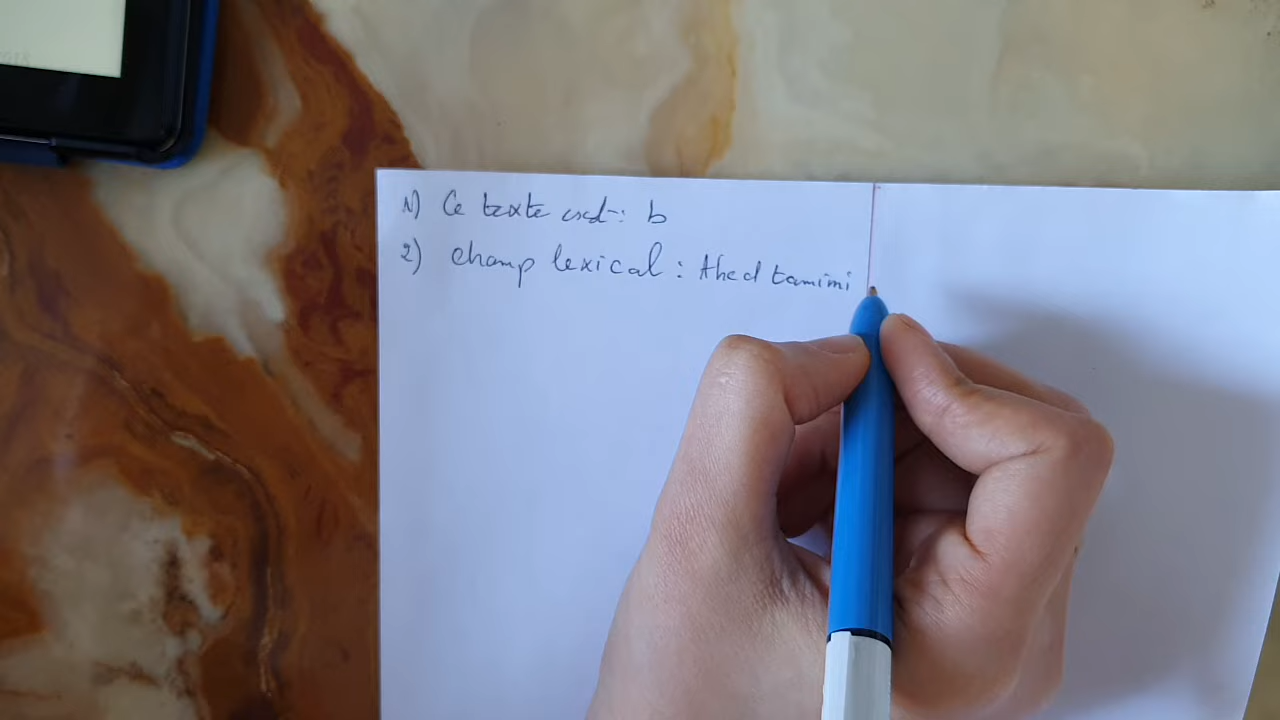 1) Ce texte est : b
2) champ lexical : Ahed tamimi